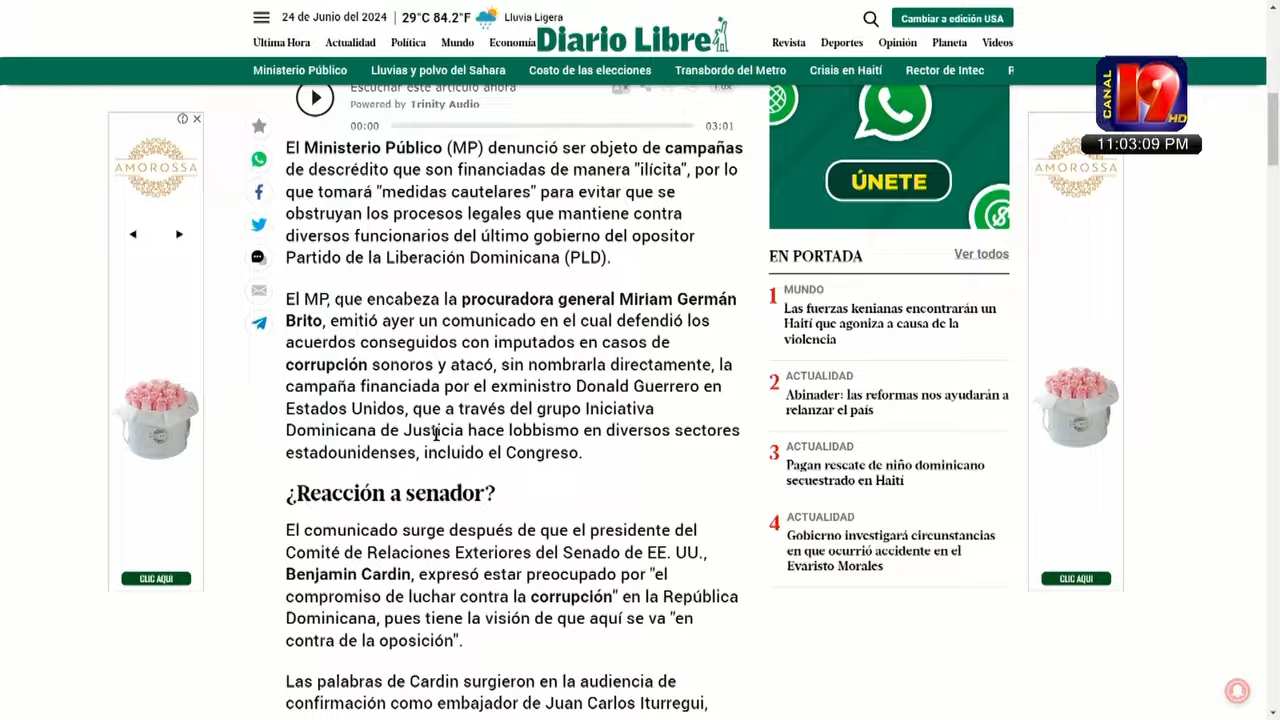 24 de Junio del 2024
29°C 84.2°F
Lluvia Ligera
Cambiar a edición USA
Última Hora
Actualidad
Política
Mundo
Economía
Diario Libre
Revista
Deportes
Opinión
Planeta
Videos
Ministerio Público
Lluvias y polvo del Sahara
Costo de las elecciones
Transbordo del Metro
Crisis en Haití
Rector de Intec
CANAL 19 HD
11:03:09 PM
Escuchar este artículo ahora
Powered by Trinity Audio
00:00
03:01
El Ministerio Público (MP) denunció ser objeto de campañas
de descrédito que son financiadas de manera "ilícita", por lo
que tomará "medidas cautelares" para evitar que se
obstruyan los procesos legales que mantiene contra
diversos funcionarios del último gobierno del opositor
Partido de la Liberación Dominicana (PLD).
El MP, que encabeza la procuradora general Miriam Germán
Brito, emitió ayer un comunicado en el cual defendió los
acuerdos conseguidos con imputados en casos de
corrupción sonoros y atacó, sin nombrarla directamente, la
campaña financiada por el exministro Donald Guerrero en
Estados Unidos, que a través del grupo Iniciativa
Dominicana de Justicia hace lobbismo en diversos sectores
estadounidenses, incluido el Congreso.
¿Reacción a senador?
El comunicado surge después de que el presidente del
Comité de Relaciones Exteriores del Senado de EE. UU.,
Benjamin Cardin, expresó estar preocupado por "el
compromiso de luchar contra la corrupción" en la República
Dominicana, pues tiene la visión de que aquí se va "en
contra de la oposición".
Las palabras de Cardin surgieron en la audiencia de
confirmación como embajador de Juan Carlos Iturregui,
ÚNETE
EN PORTADA
Ver todos
1 MUNDO
Las fuerzas kenianas encontrarán un
Haití que agoniza a causa de la
violencia
2 ACTUALIDAD
Abinader: las reformas nos ayudarán a
relanzar el país
3 ACTUALIDAD
Pagan rescate de niño dominicano
secuestrado en Haití
4 ACTUALIDAD
Gobierno investigará circunstancias
en que ocurrió accidente en el
Evaristo Morales
AMOROSSA
CLIC AQUI
AMOROSSA
CLIC AQUI